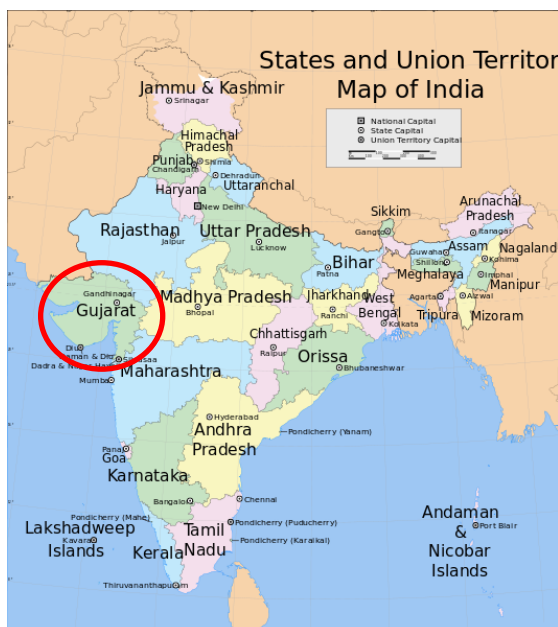 States and Union Territor
Map of India
Jammu & Kashmir
Srinagar
National Capital
State Capital
Union Territory Capital
Himachal
Pradesh
Shimla
Punjab
Chandigarh
Dehradun
Uttaranchal
Haryana
New Delhi
Arunachal
Pradesh
Itanagar
Sikkim
Gangtok
Rajasthan
Jaipur
Uttar Pradesh
Lucknow
Assam
Guwahati
Nagaland
Kohima
Bihar
Patna
Shillong
Meghalaya
Imphal
Manipur
Gandhinagar
Gujarat
Madhya Pradesh
Bhopal
Jharkhand
Ranchi
West
Bengal
Kolkata
Agartala
Tripura
Aizwal
Mizoram
Chhattisgarh
Raipur
Diu
Daman & Diu
Silvassa
Dadra & Nagar Hav
Mumbai
Maharashtra
Orissa
Bhubaneshwar
Hyderabad
Andhra
Pradesh
Pondicherry (Yanam)
Panaji
Goa
Karnataka
Bangalore
Chennai
Pondicherry (Mahe)
Pondicherry (Puducherry)
Lakshadweep
Kavaratti
Islands
Kerala
Tamil
Nadu
Pondicherry (Karaikal)
Thiruvananthapuram
Andaman
&
Port Blair
Nicobar
Islands